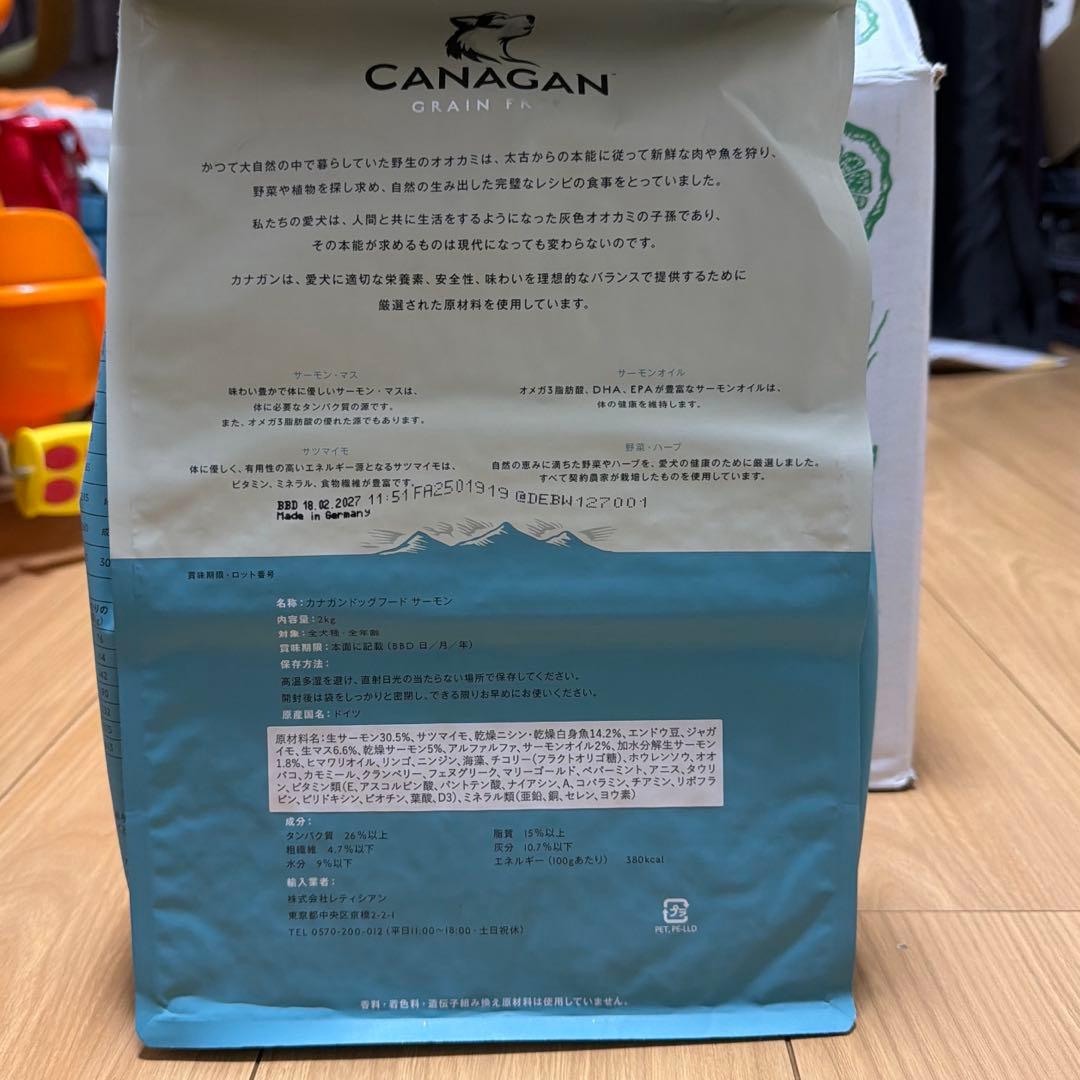 CANAGAN
GRAIN FR
かつて大自然の中で暮らしていた野生のオオカミは、太古からの本能に従って新鮮な肉や魚を狩り、
野菜や植物を探し求め、自然の生み出した完璧なレシピの食事をとっていました。
私たちの愛犬は、人間と共に生活をするようになった灰色オオカミの子孫であり、
その本能が求めるものは現代になっても変わらないのです。
カナガンは、愛犬に適切な栄養素、安全性、味わいを理想的なバランスで提供するために
厳選された原材料を使用しています。
サーモン・マス
味わい豊かで体に優しいサーモン・マスは、
体に必要なタンパク質の源です。
また、オメガ3脂肪酸の優れた源でもあります。
サーモンオイル
オメガ3脂肪酸、DHA、EPAが豊富なサーモンオイルは、
体の健康を維持します。
サツマイモ
体に優しく、有用性の高いエネルギー源となるサツマイモは、
ビタミン、ミネラル、食物繊維が豊富です。
野菜・ハーブ
自然の恵みに満ちた野菜やハーブを、愛犬の健康のために厳選しました。
すべて契約農家が栽培したものを使用しています。
BBD 18.02.2027 11:51 FA2501919 @DEBW127001
Made in Germany
賞味期限・ロット番号
名称：カナガンドッグフード サーモン
内容量：2kg
対象：全犬種・全年齢
賞味期限：本面に記載（BBD 日／月／年）
保存方法：
高温多湿を避け、直射日光の当たらない場所で保存してください。
開封後は袋をしっかりと密閉し、できる限りお早めにお使いください。
原産国名：ドイツ
原材料名：生サーモン30.5%、サツマイモ、乾燥ニシン・乾燥白身魚14.2%、エンドウ豆、ジャガ
イモ、生マス6.6%、乾燥サーモン5%、アルファルファ、サーモンオイル2%、加水分解生サーモン
1.8%、ヒマワリオイル、リンゴ、ニンジン、海藻、チコリー（フラクトオリゴ糖）、ホウレンソウ、オオ
バコ、カモミール、クランベリー、フェヌグリーク、マリーゴールド、ペパーミント、アニス、タウリ
ン、ビタミン類（E、アスコルビン酸、パントテン酸、ナイアシン、A、コバラミン、チアミン、リボフラ
ビン、ピリドキシン、ビオチン、葉酸、D3）、ミネラル類（亜鉛、銅、セレン、ヨウ素）
成分：
タンパク質 26%以上
脂質 15%以上
粗繊維 4.7%以下
灰分 10.7%以下
水分 9%以下
エネルギー（100gあたり） 380kcal
輸入業者：
株式会社レティシアン
東京都中央区京橋2-2-1
TEL 0570-200-012（平日11:00～18:00・土日祝休）
プラ
PET, PE-LLD
香料・着色料・遺伝子組み換え原材料は使用していません。